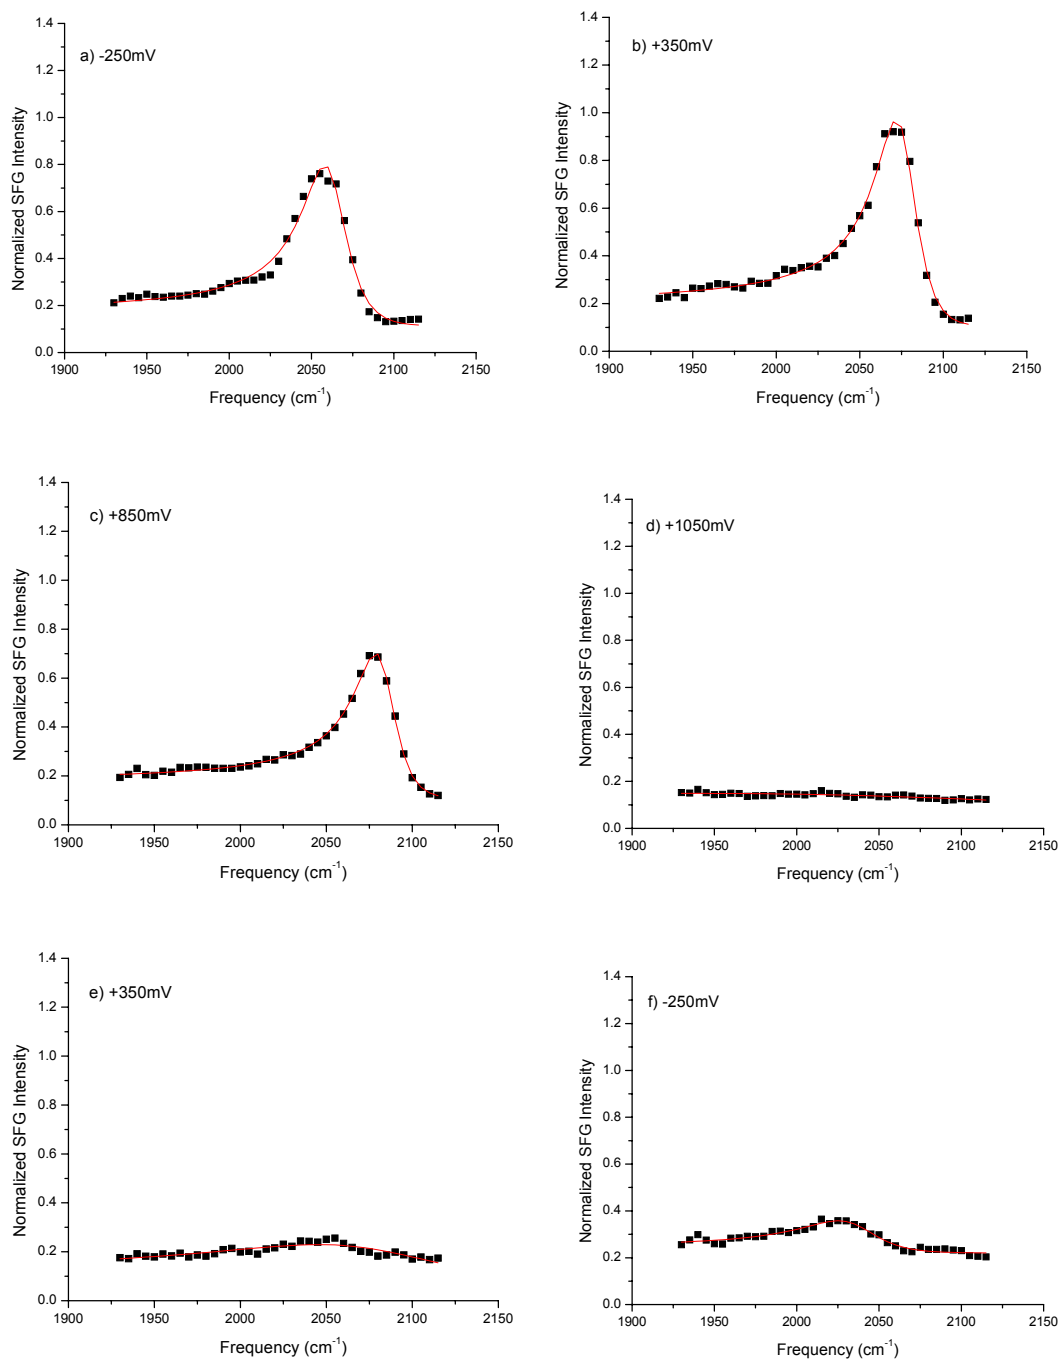 a) -250mV
Normalized SFG Intensity
1.4
1.2
1.0
0.8
0.6
0.4
0.2
0.0
1900 1950 2000 2050 2100 2150
Frequency (cm⁻¹)
b) +350mV
Normalized SFG Intensity
1.4
1.2
1.0
0.8
0.6
0.4
0.2
0.0
1900 1950 2000 2050 2100 2150
Frequency (cm⁻¹)
c) +850mV
Normalized SFG Intensity
1.4
1.2
1.0
0.8
0.6
0.4
0.2
0.0
1900 1950 2000 2050 2100 2150
Frequency (cm⁻¹)
d) +1050mV
Normalized SFG Intensity
1.4
1.2
1.0
0.8
0.6
0.4
0.2
0.0
1900 1950 2000 2050 2100 2150
Frequency (cm⁻¹)
e) +350mV
Normalized SFG Intensity
1.4
1.2
1.0
0.8
0.6
0.4
0.2
0.0
1900 1950 2000 2050 2100 2150
Frequency (cm⁻¹)
f) -250mV
Normalized SFG Intensity
1.4
1.2
1.0
0.8
0.6
0.4
0.2
0.0
1900 1950 2000 2050 2100 2150
Frequency (cm⁻¹)